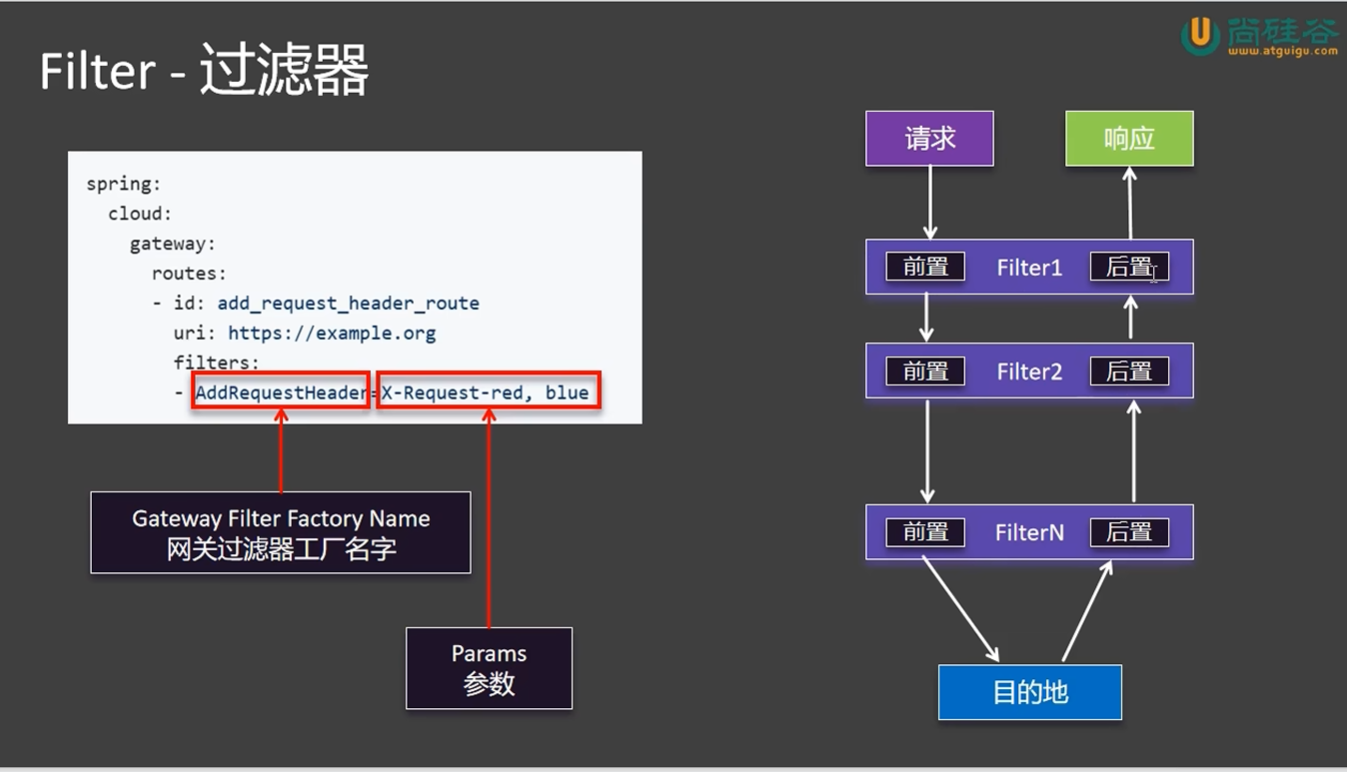 尚硅谷
www.atguigu.com
Filter - 过滤器
spring:
cloud:
gateway:
routes:
- id: add_request_header_route
uri: https://example.org
filters:
- AddRequestHeader=X-Request-red, blue
Gateway Filter Factory Name
网关过滤器工厂名字
Params
参数
请求
响应
前置 Filter1 后置
前置 Filter2 后置
前置 FilterN 后置
目的地